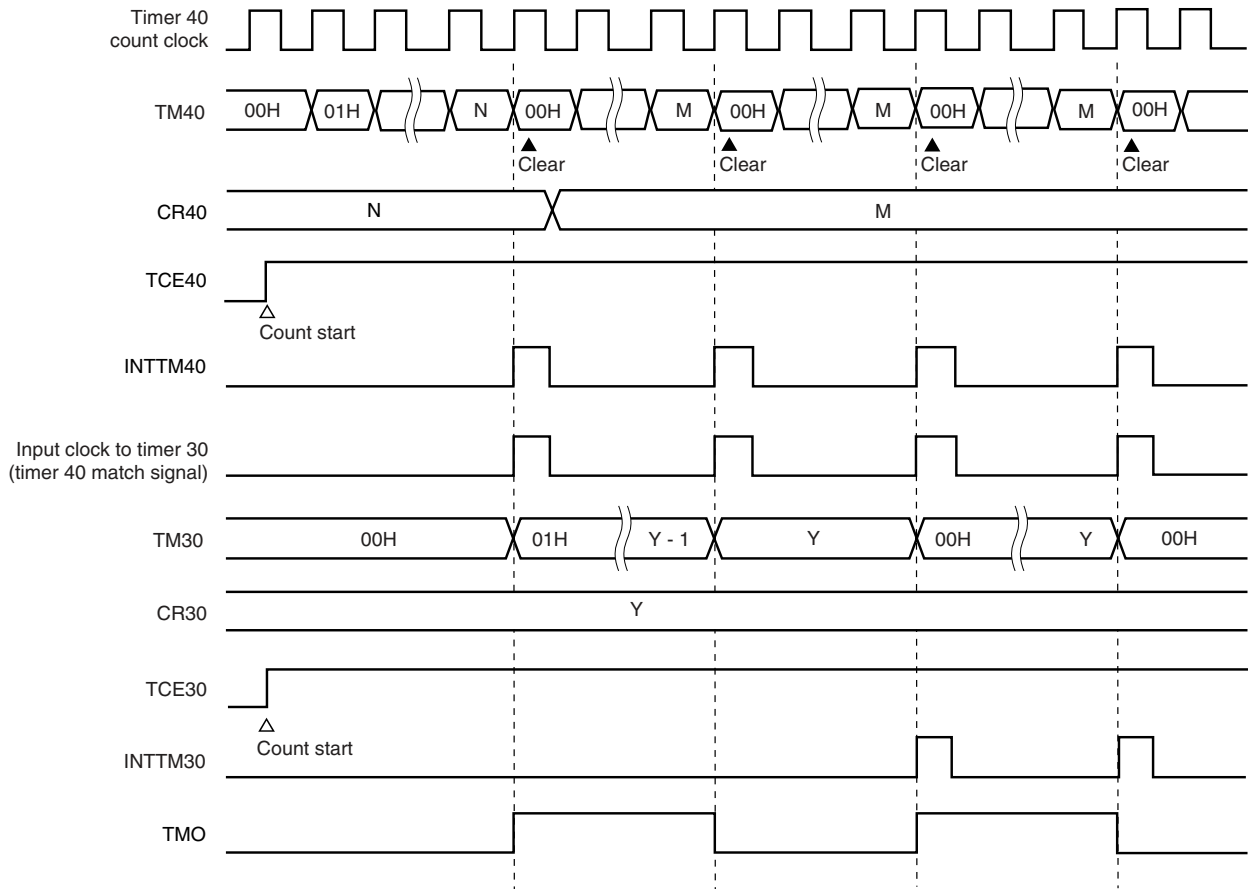 Timer 40
count clock
TM40 00H 01H N 00H M 00H M 00H M 00H
Clear Clear Clear Clear
CR40 N M
TCE40
Count start
INTTM40
Input clock to timer 30
(timer 40 match signal)
TM30 00H 01H Y - 1 Y 00H Y 00H
CR30 Y
TCE30
Count start
INTTM30
TMO